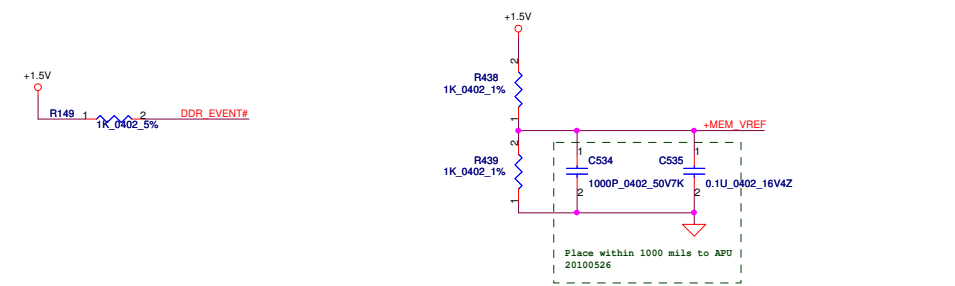 +1.5V
R149 1 2 DDR_EVENT#
1K_0402_5%
+1.5V
2
R438
1K_0402_1%
1
+MEM_VREF
2
R439
1K_0402_1%
1
1
C534
1000P_0402_50V7K
2
1
C535
0.1U_0402_16V4Z
2
Place within 1000 mils to APU
20100526